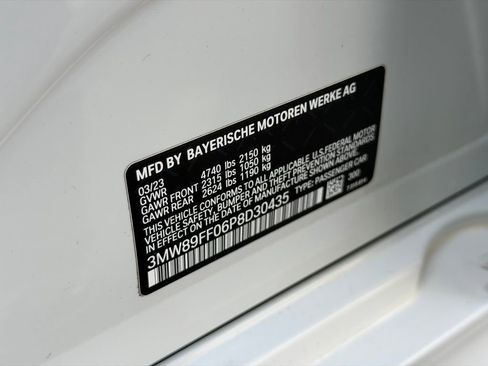 MFD BY BAYERISCHE MOTOREN WERKE AG
03/23
GVWR 4740 lbs 2150 kg
GAWR FRONT 2315 lbs 1050 kg
GAWR REAR 2624 lbs 1190 kg
THIS VEHICLE CONFORMS TO ALL APPLICABLE U.S. FEDERAL MOTOR
VEHICLE SAFETY, BUMPER, AND THEFT PREVENTION STANDARDS
IN EFFECT ON THE DATE OF MANUFACTURE SHOWN ABOVE.
3MW89FF06P8D30435 TYPE: PASSENGER CAR